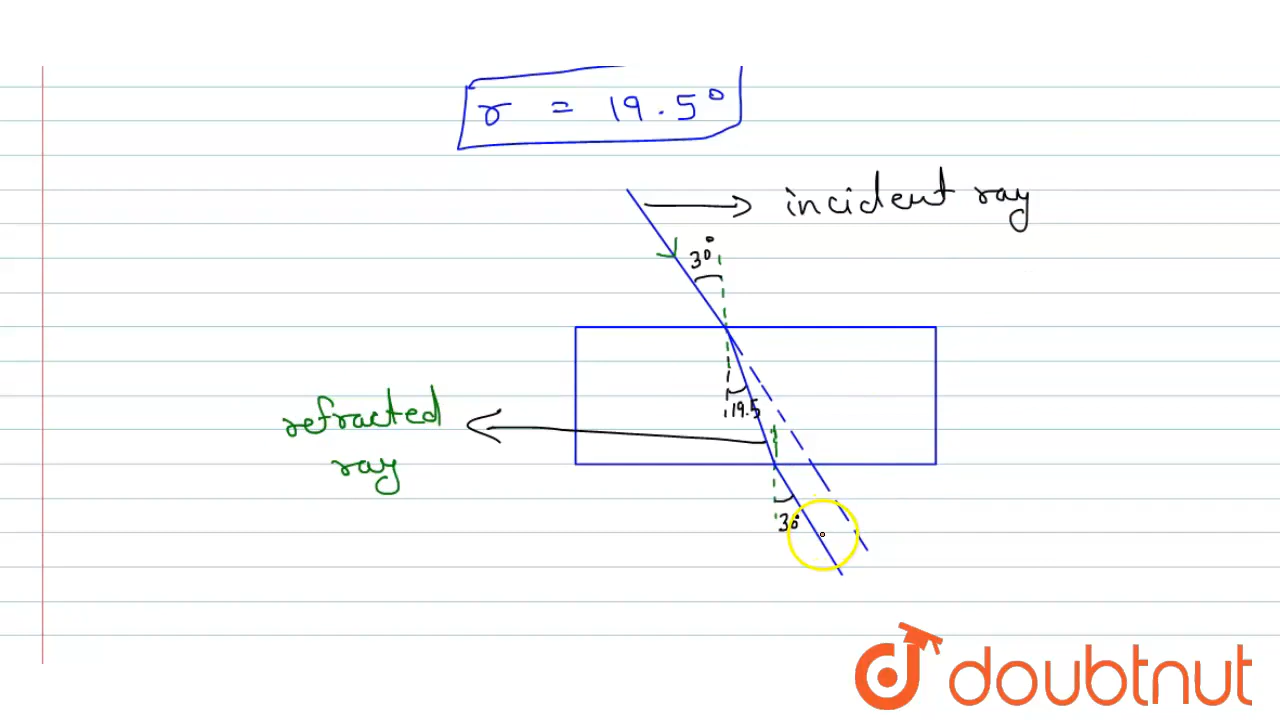 r = 19.5°
incident ray
30°
19.5
refracted
ray
30
doubtnut